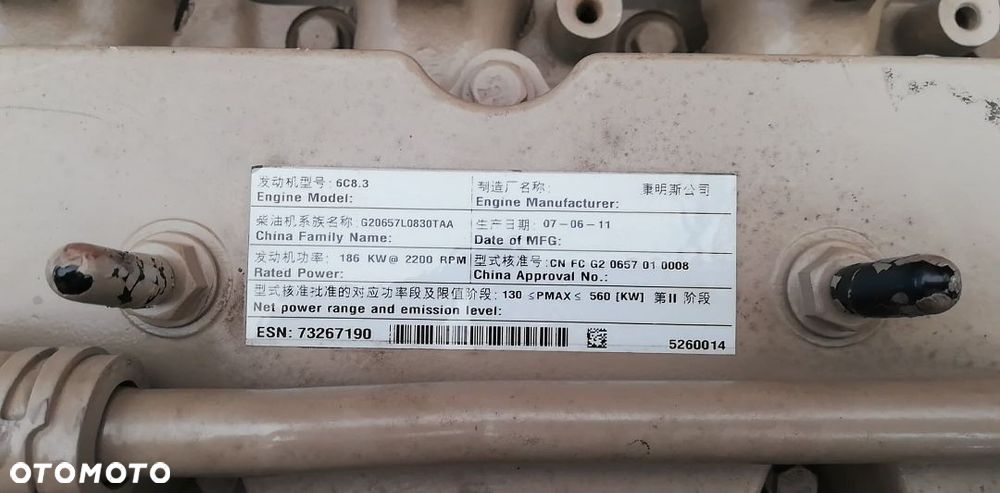 发动机型号: 6C8.3
Engine Model:
制造厂名称: 康明斯公司
Engine Manufacturer:
柴油机系族名称: G20657L0830TAA
China Family Name:
生产日期: 07-06-11
Date of MFG:
发动机功率: 186 KW@ 2200 RPM
Rated Power:
型式核准号: CN FC G2 0657 01 0008
China Approval No.:
型式核准批准的对应功率段及限值阶段: 130 ≤PMAX≤ 560 [KW] 第II 阶段
Net power range and emission level:
ESN: 73267190
5260014
OTOMOTO